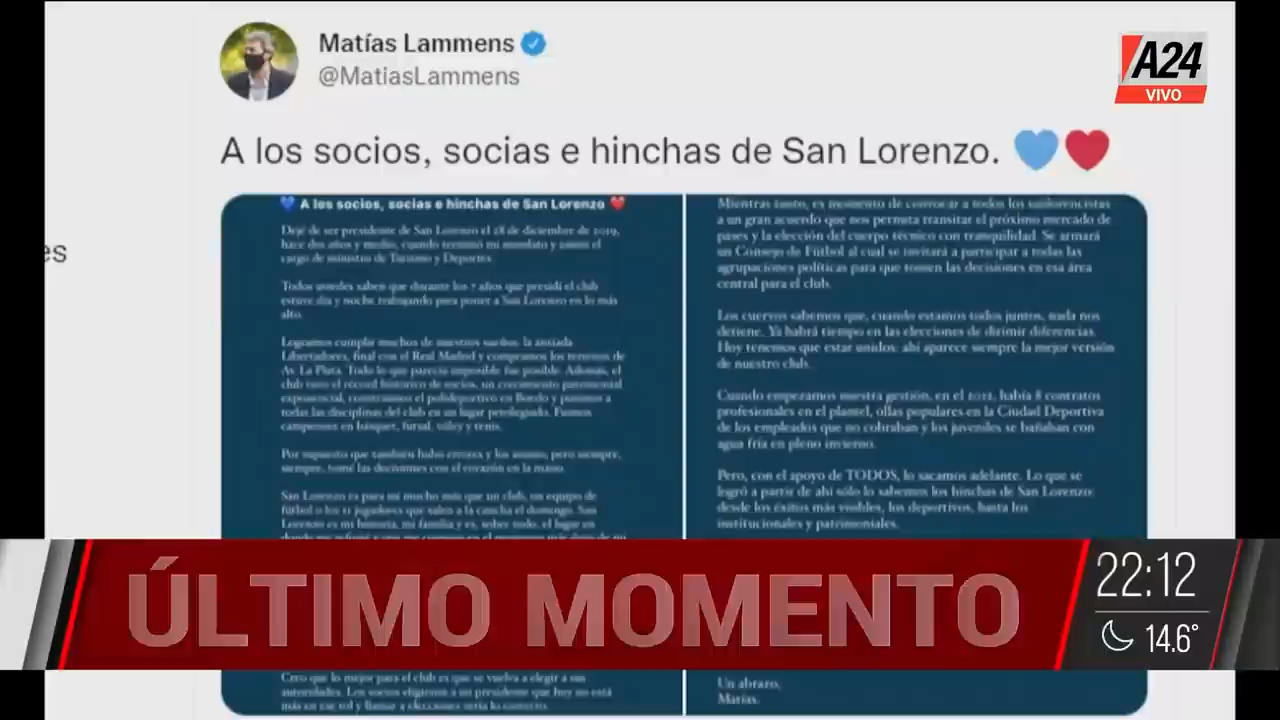 Matías Lammens
@MatiasLammens
A24
VIVO
A los socios, socias e hinchas de San Lorenzo. 💙❤️
es
💙 A los socios, socias e hinchas de San Lorenzo ❤️
Dejé de ser presidente de San Lorenzo el 28 de diciembre de 2019,
hace dos años y medio, cuando terminó mi mandato y asumí el
cargo de ministro de Turismo y Deportes.
Todos ustedes saben que durante los 7 años que presidí el club
estuve día y noche trabajando para poner a San Lorenzo en lo más
alto.
Logramos cumplir muchos de nuestros sueños: la ansiada
Libertadores, final con el Real Madrid y compramos los terrenos de
Av. La Plata. Todo lo que parecía imposible fue posible. Además, el
club tuvo el récord histórico de socios, un crecimiento patrimonial
exponencial, construimos el polideportivo en Boedo y pusimos a
todas las disciplinas del club en un lugar privilegiado. Fuimos
campeones en básquet, futsal, vóley y tenis.
Por supuesto que también hubo errores y los asumo, pero siempre,
siempre, tomé las decisiones con el corazón en la mano.
San Lorenzo es para mí mucho más que un club, un equipo de
fútbol o los 11 jugadores que salen a la cancha el domingo. San
Lorenzo es mi historia, mi familia y es, sobre todo, el lugar en
Mientras tanto, es momento de convocar a todos los sanlorencistas
a un gran acuerdo que nos permita transitar el próximo mercado de
pases y la elección del cuerpo técnico con tranquilidad. Se armará
un Consejo de Fútbol al cual se invitará a participar a todas las
agrupaciones políticas para que tomen las decisiones en esa área
central para el club.
Los cuervos sabemos que, cuando estamos todos juntos, nada nos
detiene. Ya habrá tiempo en las elecciones de dirimir diferencias.
Hoy tenemos que estar unidos: ahí aparece siempre la mejor versión
de nuestro club.
Cuando empezamos nuestra gestión, en el 2012, había 8 contratos
profesionales en el plantel, ollas populares en la Ciudad Deportiva
de los empleados que no cobraban y los juveniles se bañaban con
agua fría en pleno invierno.
Pero, con el apoyo de TODOS, lo sacamos adelante. Lo que se
logró a partir de ahí sólo lo sabemos los hinchas de San Lorenzo:
desde los éxitos más visibles, los deportivos, hasta los
institucionales y patrimoniales.
ÚLTIMO MOMENTO
22:12
14.6°
Creo que lo mejor para el club es que se vuelva a elegir a sus
autoridades. Los socios eligieron a un presidente que hoy no está
más en ese rol y llamar a elecciones sería lo correcto.
Un abrazo,
Matías.